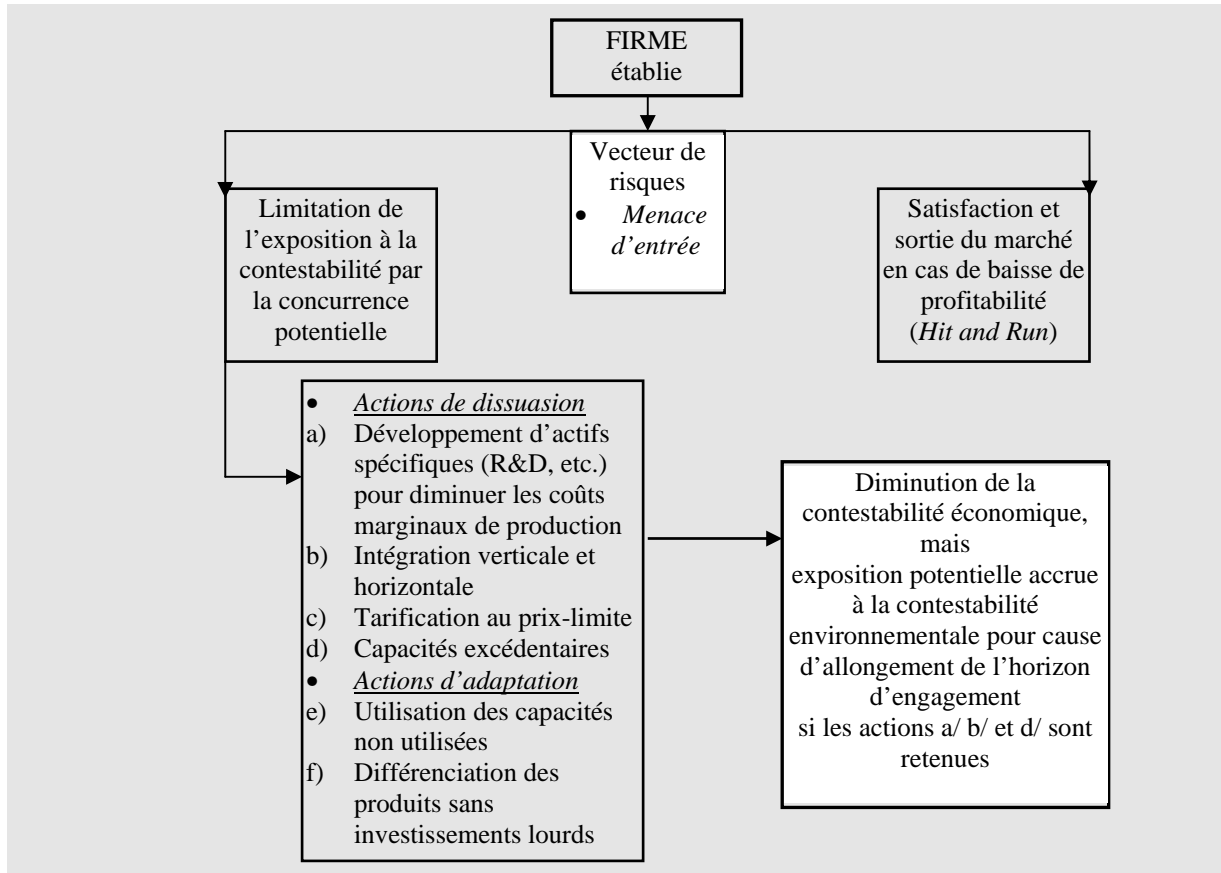 FIRME
établie
Vecteur de
risques
• Menace
d’entrée
Limitation de
l’exposition à la
contestabilité par
la concurrence
potentielle
Satisfaction et
sortie du marché
en cas de baisse de
profitabilité
(Hit and Run)
• Actions de dissuasion
a) Développement d’actifs
spécifiques (R&D, etc.)
pour diminuer les coûts
marginaux de production
b) Intégration verticale et
horizontale
c) Tarification au prix-limite
d) Capacités excédentaires
• Actions d’adaptation
e) Utilisation des capacités
non utilisées
f) Différenciation des
produits sans
investissements lourds
Diminution de la
contestabilité économique,
mais
exposition potentielle accrue
à la contestabilité
environnementale pour cause
d’allongement de l’horizon
d’engagement
si les actions a/ b/ et d/ sont
retenues